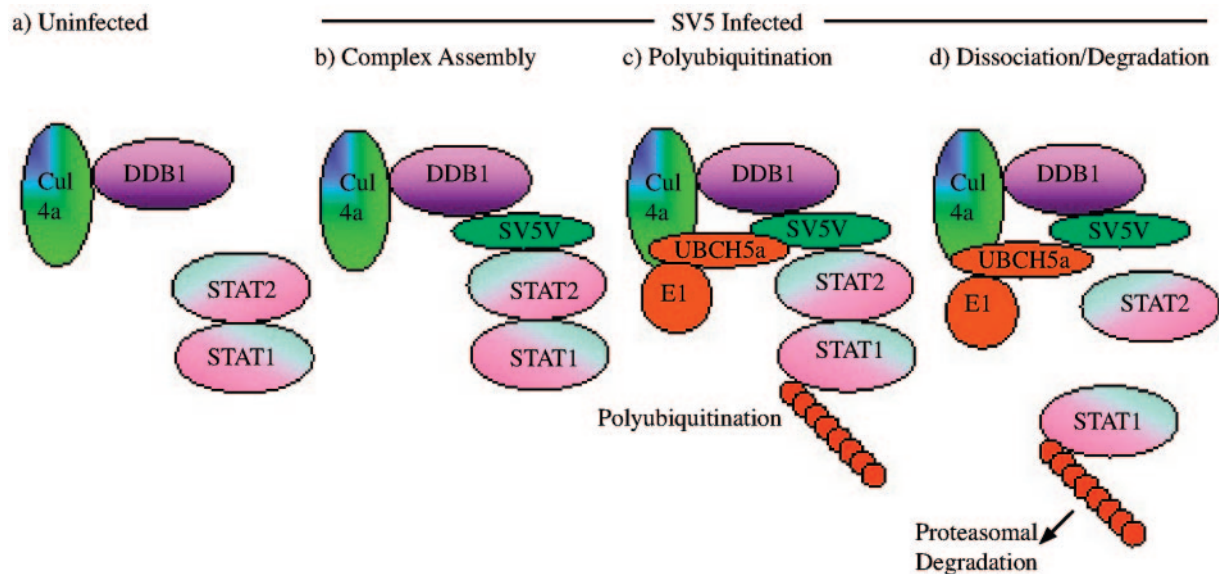 a) Uninfected
SV5 Infected
b) Complex Assembly
c) Polyubiquitination
d) Dissociation/Degradation
Cul
4a
DDB1
STAT2
STAT1
Cul
4a
DDB1
SV5V
STAT2
STAT1
Cul
4a
DDB1
SV5V
UBCH5a
E1
STAT2
STAT1
Polyubiquitination
Cul
4a
DDB1
SV5V
UBCH5a
E1
STAT2
STAT1
Proteasomal
Degradation